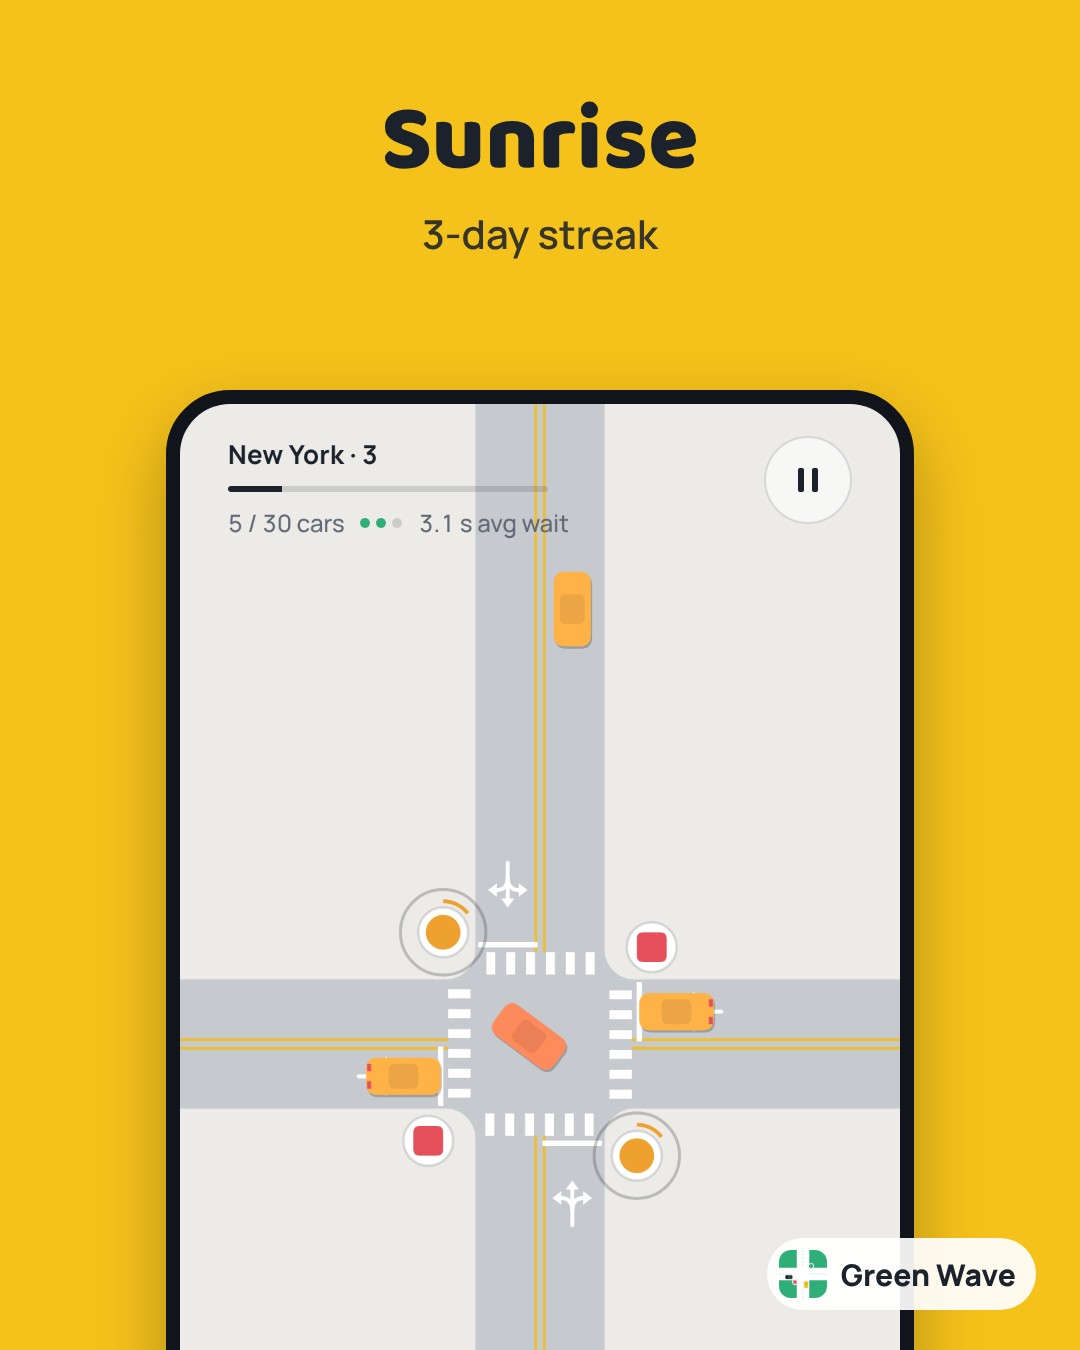 Sunrise
3-day streak
New York · 3
5 / 30 cars 3.1 s avg wait
Green Wave